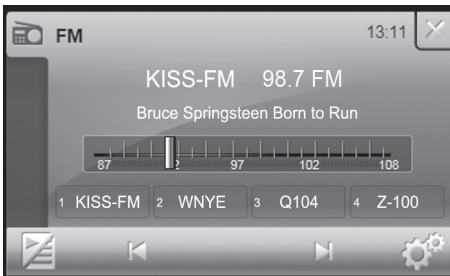 FM 13:11
KISS-FM 98.7 FM
Bruce Springsteen Born to Run
87 97 102 108
1 KISS-FM 2 WNYE 3 Q104 4 Z-100